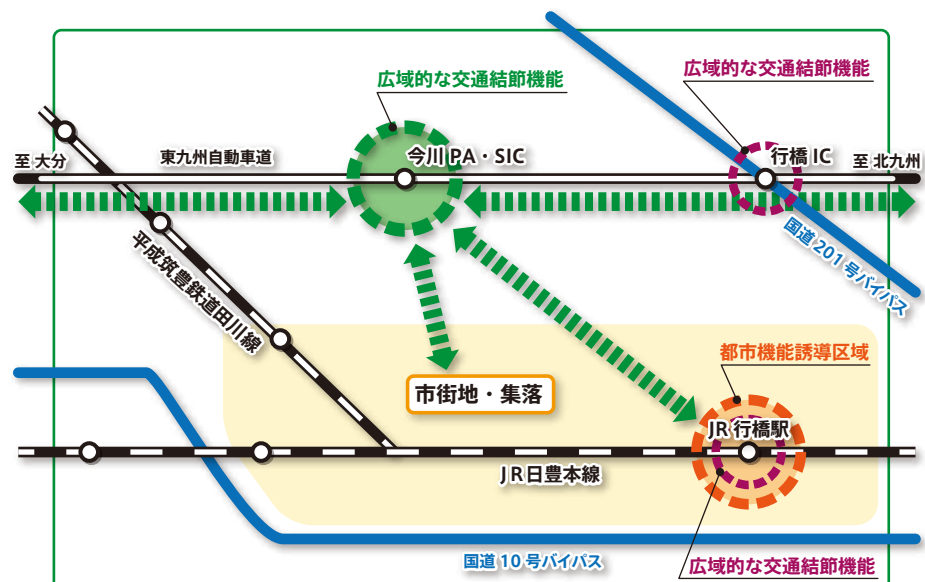 広域的な交通結節機能
広域的な交通結節機能
至 大分
東九州自動車道
今川 PA・SIC
行橋 IC
至 北九州
国道 201 号バイパス
平成筑豊鉄道田川線
都市機能誘導区域
市街地・集落
JR 行橋駅
JR日豊本線
国道 10 号バイパス
広域的な交通結節機能